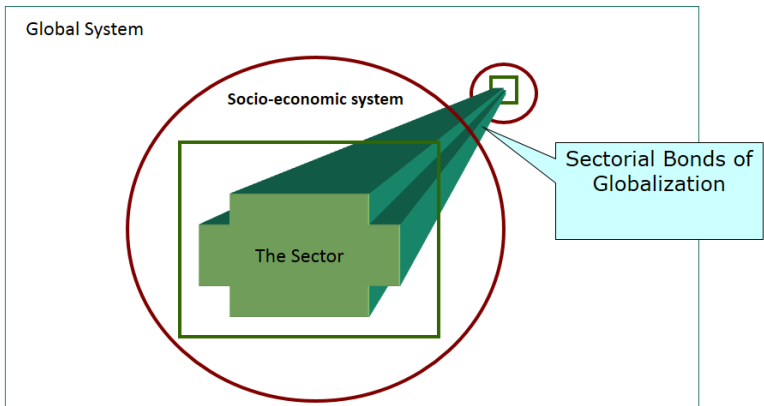 Global System
Socio-economic system
Sectorial Bonds of
Globalization
The Sector